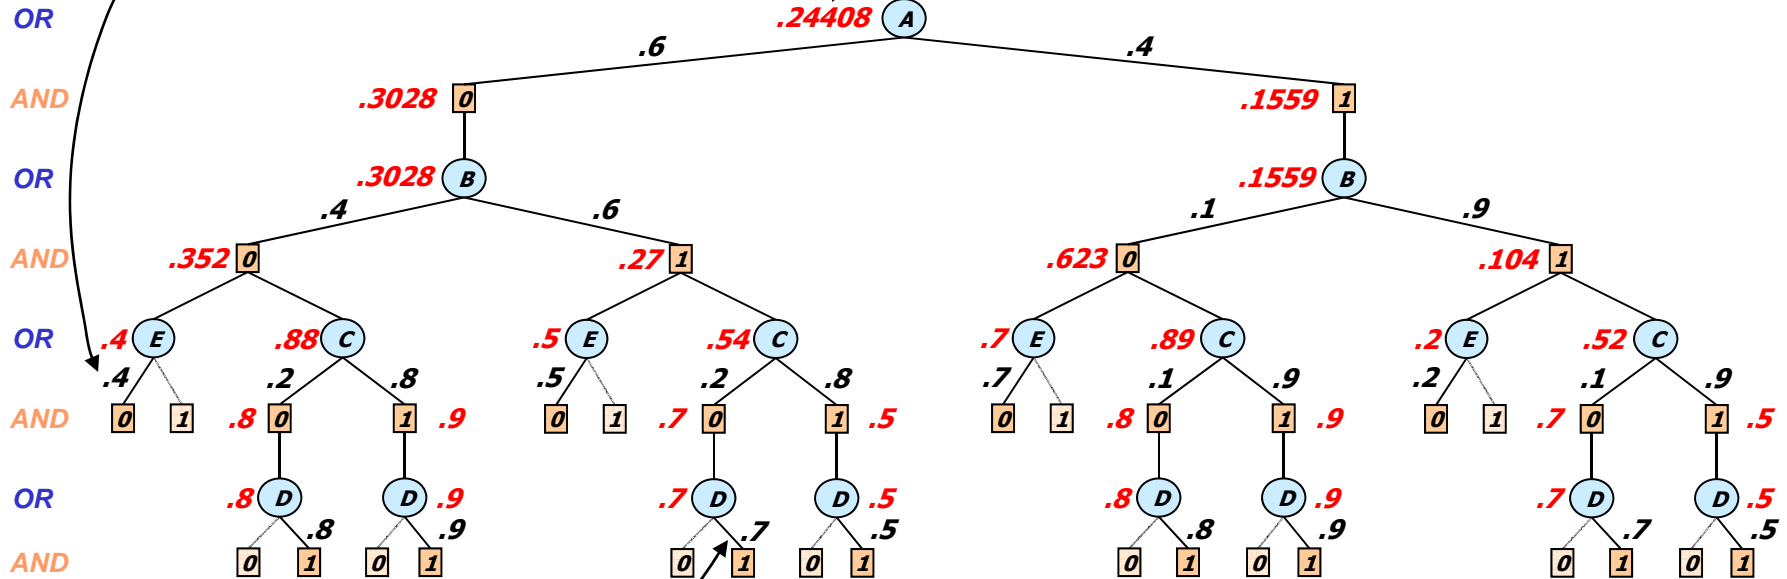 OR .24408 A
.6 .4
AND .3028 0 .1559 1
OR .3028 B .1559 B
.4 .6 .1 .9
AND .352 0 .27 1 .623 0 .104 1
OR .4 E .88 C .5 E .54 C .7 E .89 C .2 E .52 C
.4 .2 .8 .5 .2 .8 .7 .1 .9 .2 .1 .9
AND 0 1 .8 0 1 .9 0 1 .7 0 1 .5 0 1 .8 0 1 .9 0 1 .7 0 1 .5
OR .8 D D .9 .7 D D .5 .8 D D .9 .7 D D .5
.8 .9 .7 .5 .8 .9 .7 .5
AND 0 1 0 1 0 1 0 1 0 1 0 1 0 1 0 1